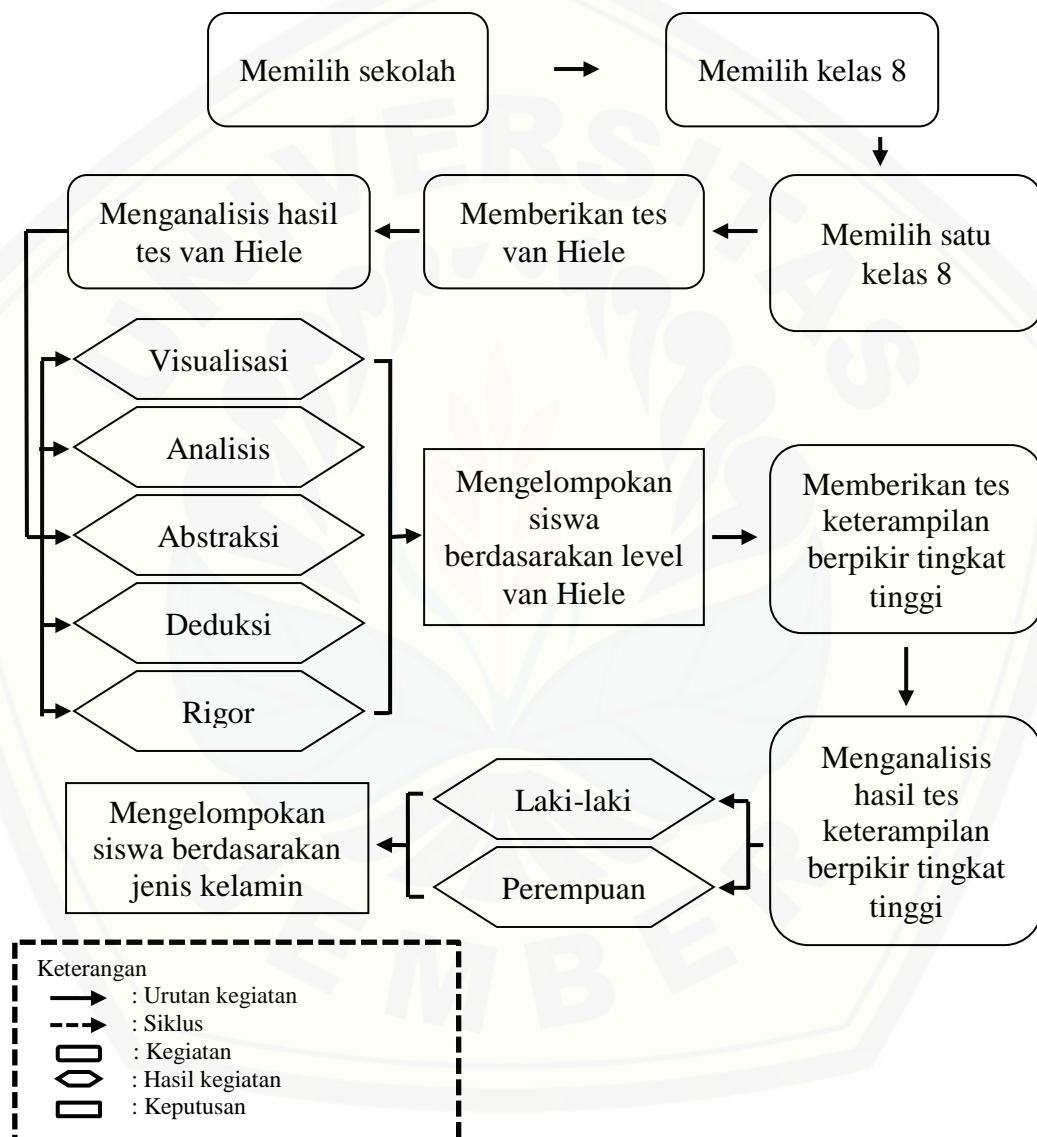 Memilih sekolah
Memilih kelas 8
Menganalisis hasil
tes van Hiele
Memberikan tes
van Hiele
Memilih satu
kelas 8
Visualisasi
Analisis
Abstraksi
Deduksi
Rigor
Mengelompokan
siswa
berdasarakan level
van Hiele
Memberikan tes
keterampilan
berpikir tingkat
tinggi
Menganalisis
hasil tes
keterampilan
berpikir tingkat
tinggi
Laki-laki
Perempuan
Mengelompokan
siswa berdasarakan
jenis kelamin
Keterangan
: Urutan kegiatan
: Siklus
: Kegiatan
: Hasil kegiatan
: Keputusan
UNIVERSITAS
EMBE